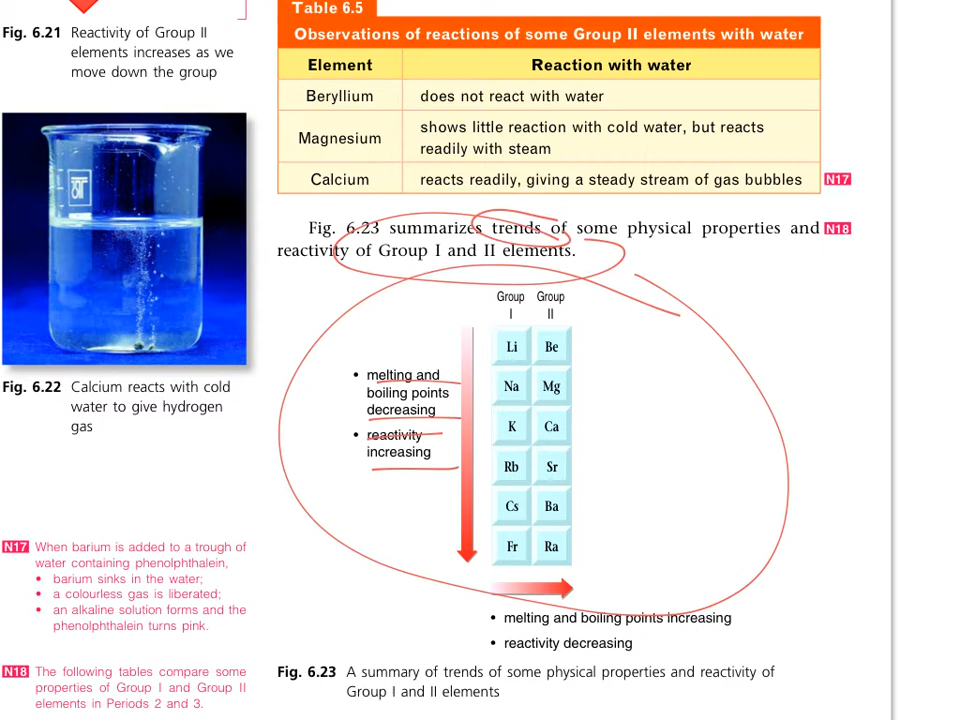 Fig. 6.21 Reactivity of Group II
elements increases as we
move down the group
Fig. 6.22 Calcium reacts with cold
water to give hydrogen
gas
N17 When barium is added to a trough of
water containing phenolphthalein,
• barium sinks in the water;
• a colourless gas is liberated;
• an alkaline solution forms and the
phenolphthalein turns pink.
N18 The following tables compare some
properties of Group I and Group II
elements in Periods 2 and 3.
Table 6.5
Observations of reactions of some Group II elements with water
Element Reaction with water
Beryllium does not react with water
Magnesium shows little reaction with cold water, but reacts
readily with steam
Calcium reacts readily, giving a steady stream of gas bubbles N17
Fig. 6.23 summarizes trends of some physical properties and N18
reactivity of Group I and II elements.
Group Group
I II
Li Be
Na Mg
K Ca
Rb Sr
Cs Ba
Fr Ra
• melting and
boiling points
decreasing
• reactivity
increasing
• melting and boiling points increasing
• reactivity decreasing
Fig. 6.23 A summary of trends of some physical properties and reactivity of
Group I and II elements